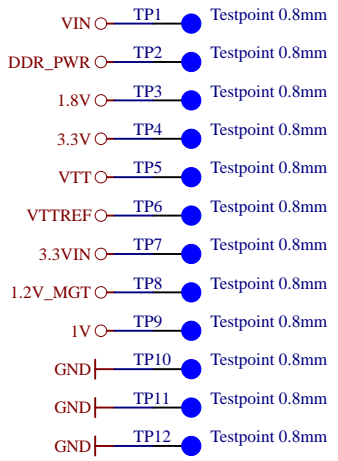 VIN TP1 Testpoint 0.8mm
DDR_PWR TP2 Testpoint 0.8mm
1.8V TP3 Testpoint 0.8mm
3.3V TP4 Testpoint 0.8mm
VTT TP5 Testpoint 0.8mm
VTTREF TP6 Testpoint 0.8mm
3.3VIN TP7 Testpoint 0.8mm
1.2V_MGT TP8 Testpoint 0.8mm
1V TP9 Testpoint 0.8mm
GND TP10 Testpoint 0.8mm
GND TP11 Testpoint 0.8mm
GND TP12 Testpoint 0.8mm